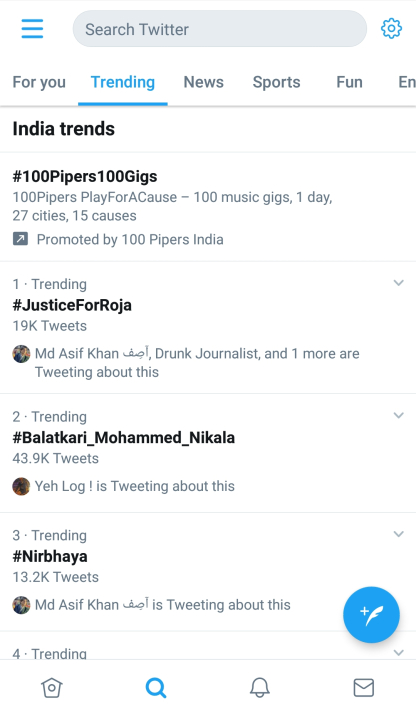 Search Twitter
For you Trending News Sports Fun En
India trends
#100Pipers100Gigs
100Pipers PlayForACause – 100 music gigs, 1 day,
27 cities, 15 causes
Promoted by 100 Pipers India
1 · Trending
#JusticeForRoja
19K Tweets
Md Asif Khan آصِف, Drunk Journalist, and 1 more are
Tweeting about this
2 · Trending
#Balatkari_Mohammed_Nikala
43.9K Tweets
Yeh Log ! is Tweeting about this
3 · Trending
#Nirbhaya
13.2K Tweets
Md Asif Khan آصِف is Tweeting about this
4 · Trending